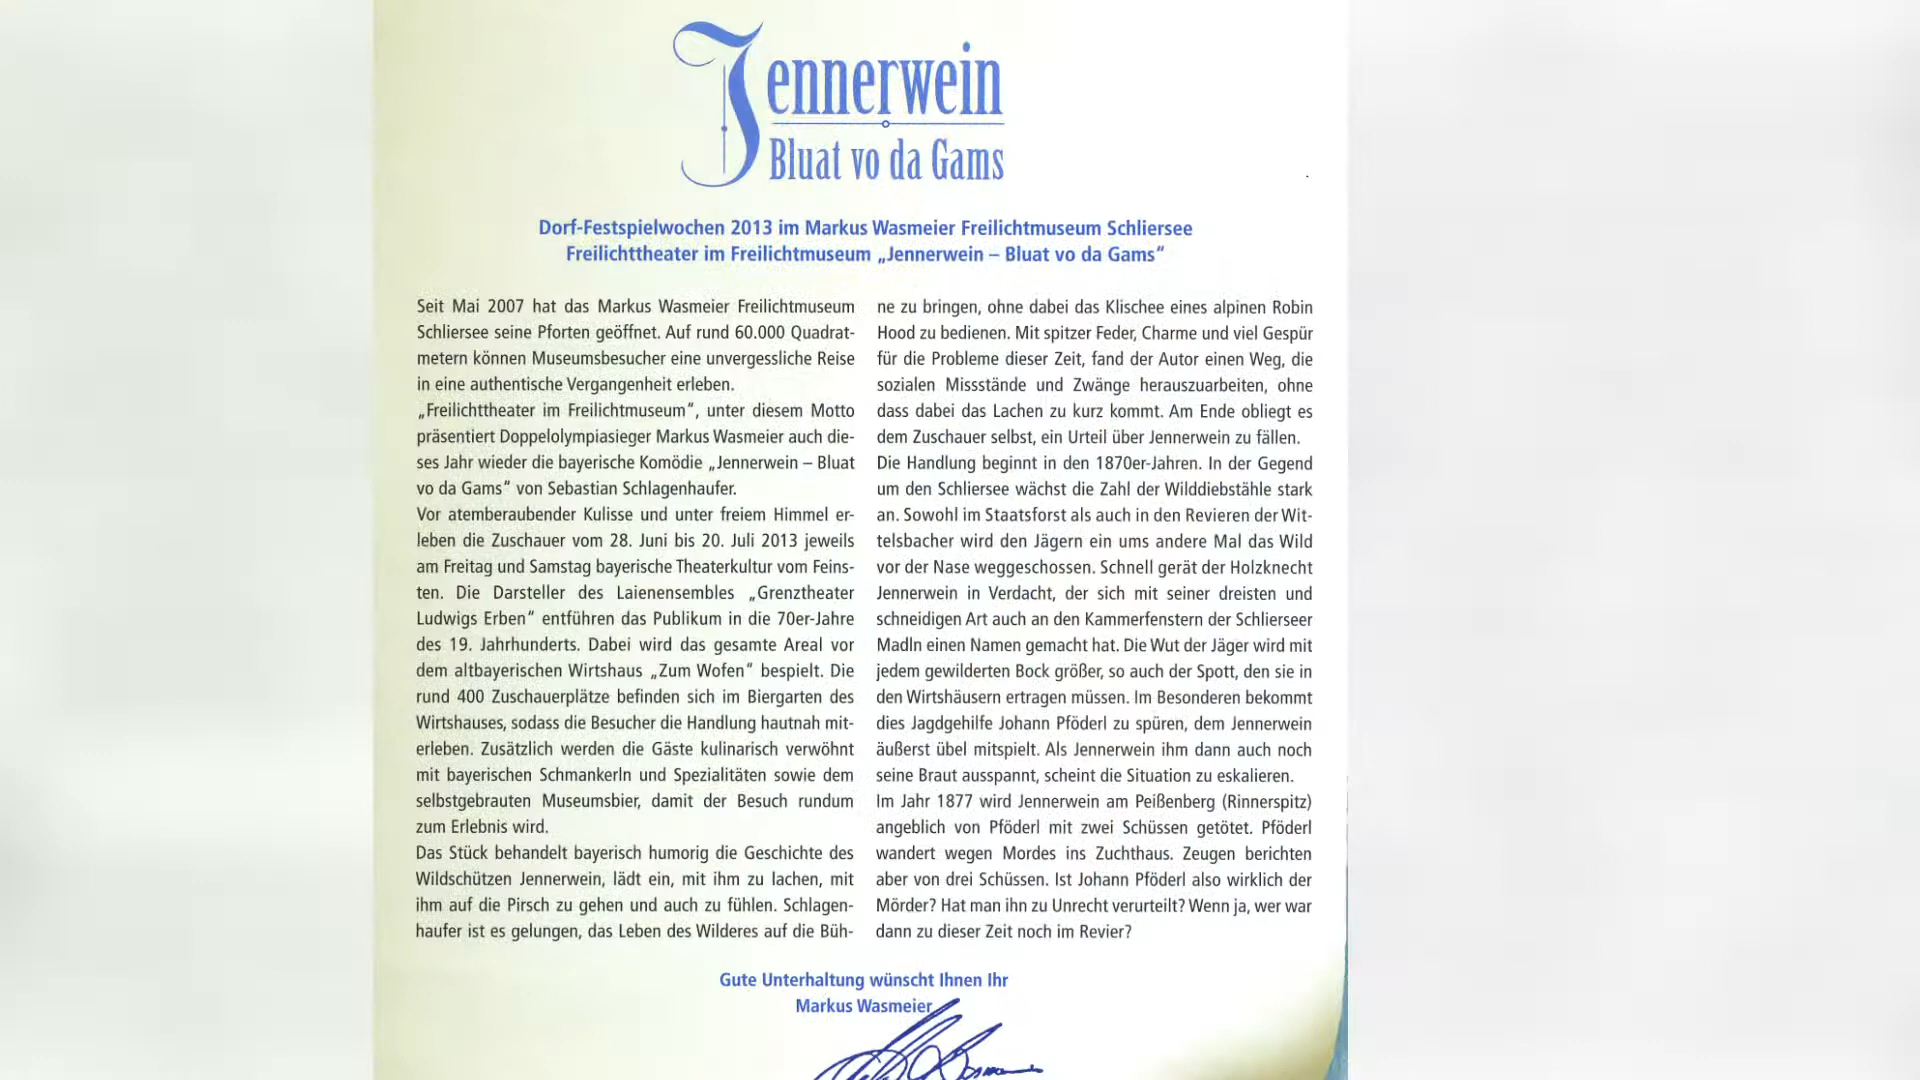 Jennerwein
Bluat vo da Gams
Dorf-Festspielwochen 2013 im Markus Wasmeier Freilichtmuseum Schliersee
Freilichttheater im Freilichtmuseum „Jennerwein – Bluat vo da Gams“
Seit Mai 2007 hat das Markus Wasmeier Freilichtmuseum
Schliersee seine Pforten geöffnet. Auf rund 60.000 Quadrat-
metern können Museumsbesucher eine unvergessliche Reise
in eine authentische Vergangenheit erleben.
„Freilichttheater im Freilichtmuseum“, unter diesem Motto
präsentiert Doppelolympiasieger Markus Wasmeier auch die-
ses Jahr wieder die bayerische Komödie „Jennerwein – Bluat
vo da Gams“ von Sebastian Schlagenhaufer.
Vor atemberaubender Kulisse und unter freiem Himmel er-
leben die Zuschauer vom 28. Juni bis 20. Juli 2013 jeweils
am Freitag und Samstag bayerische Theaterkultur vom Feins-
ten. Die Darsteller des Laienensembles „Grenztheater
Ludwigs Erben“ entführen das Publikum in die 70er-Jahre
des 19. Jahrhunderts. Dabei wird das gesamte Areal vor
dem altbayerischen Wirtshaus „Zum Wofen“ bespielt. Die
rund 400 Zuschauerplätze befinden sich im Biergarten des
Wirtshauses, sodass die Besucher die Handlung hautnah mit-
erleben. Zusätzlich werden die Gäste kulinarisch verwöhnt
mit bayerischen Schmankerln und Spezialitäten sowie dem
selbstgebrauten Museumsbier, damit der Besuch rundum
zum Erlebnis wird.
Das Stück behandelt bayerisch humorig die Geschichte des
Wildschützen Jennerwein, lädt ein, mit ihm zu lachen, mit
ihm auf die Pirsch zu gehen und auch zu fühlen. Schlagen-
haufer ist es gelungen, das Leben des Wilderes auf die Büh-
ne zu bringen, ohne dabei das Klischee eines alpinen Robin
Hood zu bedienen. Mit spitzer Feder, Charme und viel Gespür
für die Probleme dieser Zeit, fand der Autor einen Weg, die
sozialen Missstände und Zwänge herauszuarbeiten, ohne
dass dabei das Lachen zu kurz kommt. Am Ende obliegt es
dem Zuschauer selbst, ein Urteil über Jennerwein zu fällen.
Die Handlung beginnt in den 1870er-Jahren. In der Gegend
um den Schliersee wächst die Zahl der Wilddiebstähle stark
an. Sowohl im Staatsforst als auch in den Revieren der Wit-
telsbacher wird den Jägern ein ums andere Mal das Wild
vor der Nase weggeschossen. Schnell gerät der Holzknecht
Jennerwein in Verdacht, der sich mit seiner dreisten und
schneidigen Art auch an den Kammerfenstern der Schlierseer
Madln einen Namen gemacht hat. Die Wut der Jäger wird mit
jedem gewilderten Bock größer, so auch der Spott, den sie in
den Wirtshäusern ertragen müssen. Im Besonderen bekommt
dies Jagdgehilfe Johann Pföderl zu spüren, dem Jennerwein
äußerst übel mitspielt. Als Jennerwein ihm dann auch noch
seine Braut ausspannt, scheint die Situation zu eskalieren.
Im Jahr 1877 wird Jennerwein am Peißenberg (Rinnerspitz)
angeblich von Pföderl mit zwei Schüssen getötet. Pföderl
wandert wegen Mordes ins Zuchthaus. Zeugen berichten
aber von drei Schüssen. Ist Johann Pföderl also wirklich der
Mörder? Hat man ihn zu Unrecht verurteilt? Wenn ja, wer war
dann zu dieser Zeit noch im Revier?
Gute Unterhaltung wünscht Ihnen Ihr
Markus Wasmeier